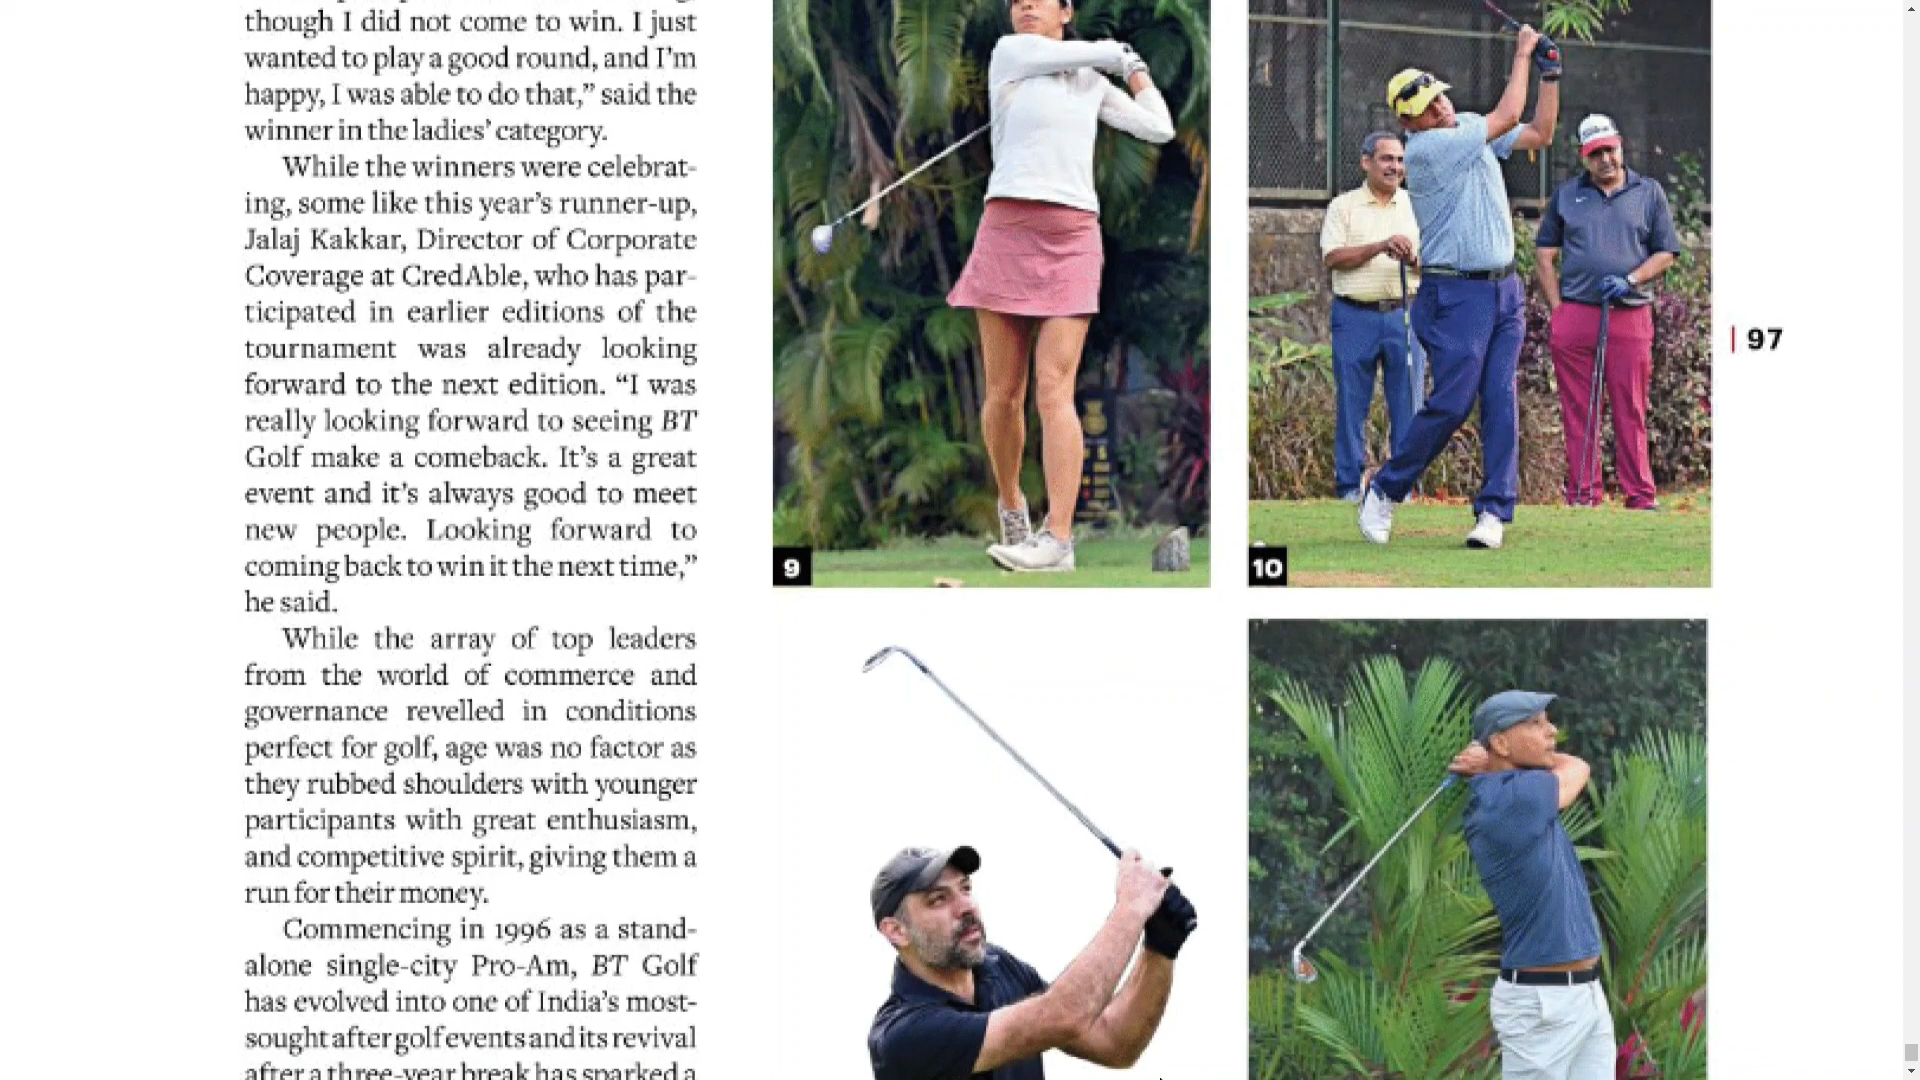 though I did not come to win. I just
wanted to play a good round, and I’m
happy, I was able to do that,” said the
winner in the ladies’ category.
While the winners were celebrat-
ing, some like this year’s runner-up,
Jalaj Kakkar, Director of Corporate
Coverage at CredAble, who has par-
ticipated in earlier editions of the
tournament was already looking
forward to the next edition. “I was
really looking forward to seeing BT
Golf make a comeback. It’s a great
event and it’s always good to meet
new people. Looking forward to
coming back to win it the next time,”
he said.
While the array of top leaders
from the world of commerce and
governance revelled in conditions
perfect for golf, age was no factor as
they rubbed shoulders with younger
participants with great enthusiasm,
and competitive spirit, giving them a
run for their money.
Commencing in 1996 as a stand-
alone single-city Pro-Am, BT Golf
has evolved into one of India’s most-
sought after golf events and its revival
after a three-year break has sparked a
9
10
97